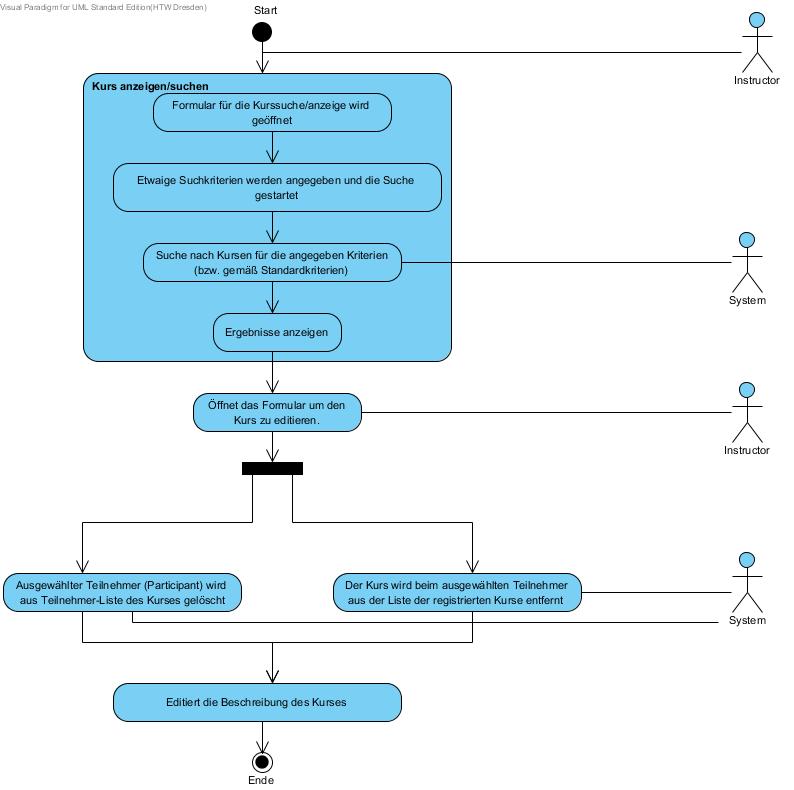 Visual Paradigm for UML Standard Edition(HTW Dresden)
Start
Instructor
Kurs anzeigen/suchen
Formular für die Kurssuche/anzeige wird
geöffnet
Etwaige Suchkriterien werden angegeben und die Suche
gestartet
Suche nach Kursen für die angegeben Kriterien
(bzw. gemäß Standardkriterien)
System
Ergebnisse anzeigen
Öffnet das Formular um den
Kurs zu editieren.
Instructor
Ausgewählter Teilnehmer (Participant) wird
aus Teilnehmer-Liste des Kurses gelöscht
Der Kurs wird beim ausgewählten Teilnehmer
aus der Liste der registrierten Kurse entfernt
System
Editiert die Beschreibung des Kurses
Ende